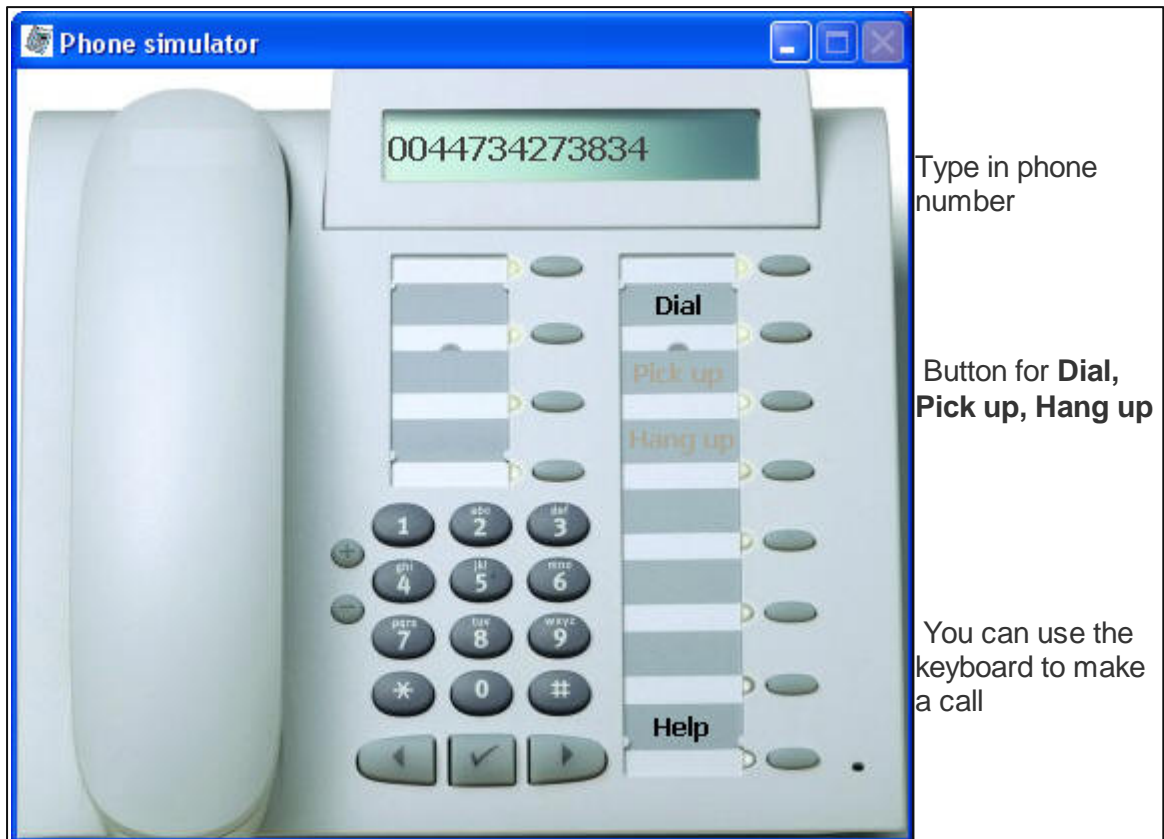 Phone simulator
0044734273834
Type in phone
number
Dial
Pick up
Hang up
Button for Dial,
Pick up, Hang up
1
abc
2
def
3
ghi
4
jkl
5
mno
6
pqrs
7
tuv
8
wxyz
9
*
0
#
+
−
You can use the
keyboard to make
a call
Help